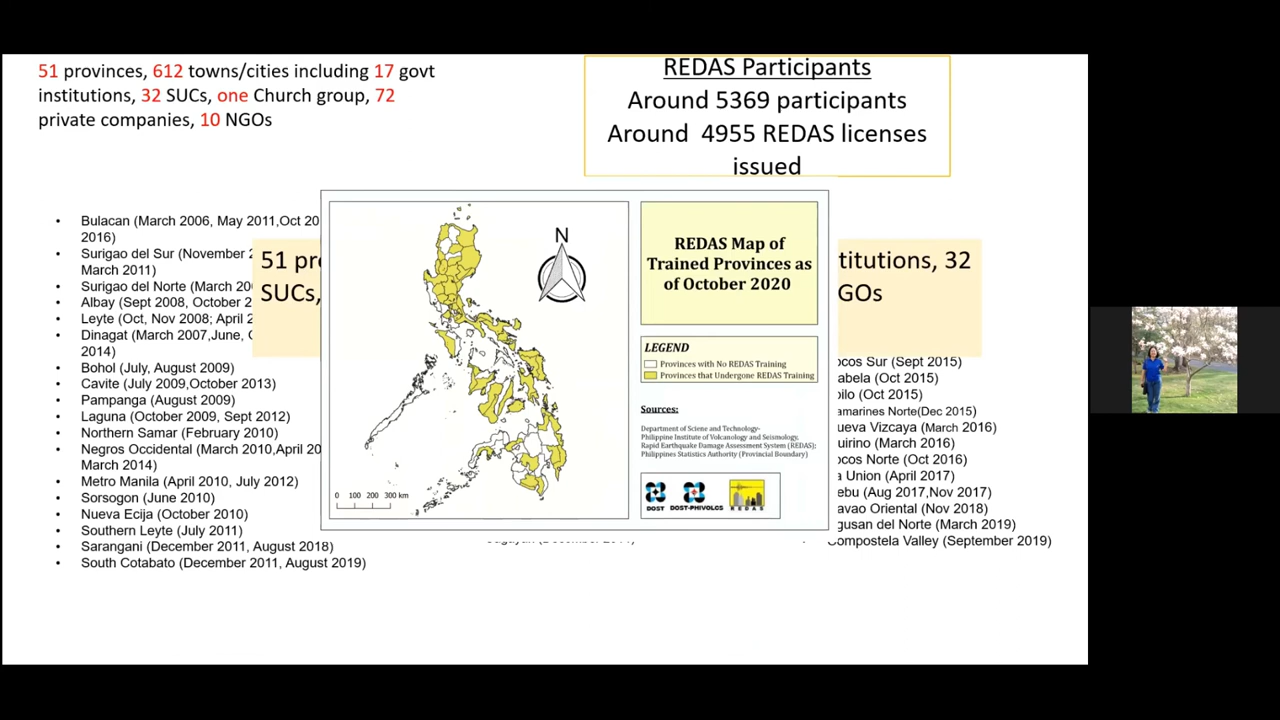 51 provinces, 612 towns/cities including 17 govt
institutions, 32 SUCs, one Church group, 72
private companies, 10 NGOs
REDAS Participants
Around 5369 participants
Around 4955 REDAS licenses
issued
• Bulacan (March 2006, May 2011,Oct 20
2016)
• Surigao del Sur (November 2
March 2011)
• Surigao del Norte (March 20
• Albay (Sept 2008, October 2
• Leyte (Oct, Nov 2008; April 2
• Dinagat (March 2007,June,
2014)
• Bohol (July, August 2009)
• Cavite (July 2009,October 2013)
• Pampanga (August 2009)
• Laguna (October 2009, Sept 2012)
• Northern Samar (February 2010)
• Negros Occidental (March 2010,April 20
March 2014)
• Metro Manila (April 2010, July 2012)
• Sorsogon (June 2010)
• Nueva Ecija (October 2010)
• Southern Leyte (July 2011)
• Sarangani (December 2011, August 2018)
• South Cotabato (December 2011, August 2019)
51 pr
SUCs,
N
0 100 200 300 km
REDAS Map of
Trained Provinces as
of October 2020
LEGEND
Provinces with No REDAS Training
Provinces that Undergone REDAS Training
Sources:
Department of Sciene and Technology-
Philippine Institute of Volcanology and Seismology,
Rapid Earthquake Damage Assessment System (REDAS);
Philippines Statistics Authority (Provincial Boundary)
DOST DOST-PHIVOLCS REDAS
titutions, 32
GOs
ocos Sur (Sept 2015)
abela (Oct 2015)
oilo (Oct 2015)
amarines Norte(Dec 2015)
ueva Vizcaya (March 2016)
uirino (March 2016)
ocos Norte (Oct 2016)
a Union (April 2017)
ebu (Aug 2017,Nov 2017)
avao Oriental (Nov 2018)
gusan del Norte (March 2019)
Compostela Valley (September 2019)